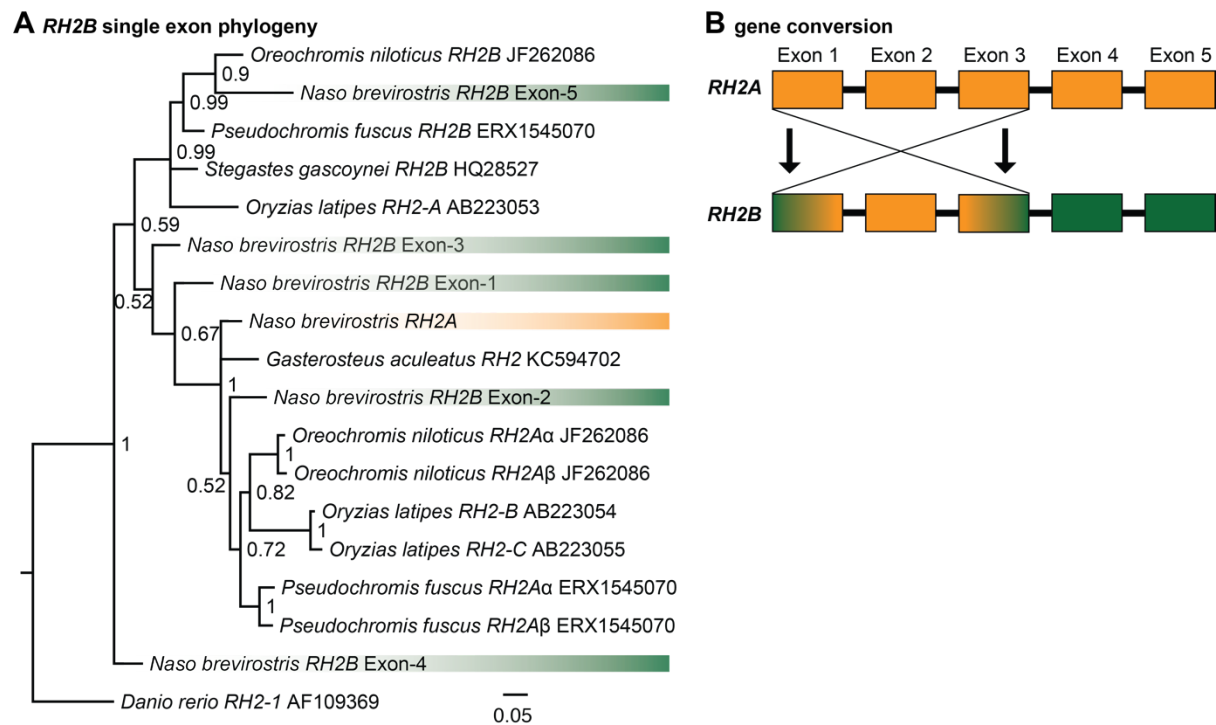 A RH2B single exon phylogeny
Oreochromis niloticus RH2B JF262086
0.9
Naso brevirostris RH2B Exon-5
0.99
Pseudochromis fuscus RH2B ERX1545070
0.99
Stegastes gascoynei RH2B HQ28527
Oryzias latipes RH2-A AB223053
0.59
Naso brevirostris RH2B Exon-3
Naso brevirostris RH2B Exon-1
0.52
Naso brevirostris RH2A
0.67
Gasterosteus aculeatus RH2 KC594702
1
Naso brevirostris RH2B Exon-2
Oreochromis niloticus RH2Aα JF262086
1
1
Oreochromis niloticus RH2Aβ JF262086
0.52
0.82
Oryzias latipes RH2-B AB223054
1
Oryzias latipes RH2-C AB223055
0.72
Pseudochromis fuscus RH2Aα ERX1545070
1
Pseudochromis fuscus RH2Aβ ERX1545070
Naso brevirostris RH2B Exon-4
Danio rerio RH2-1 AF109369
0.05
B gene conversion
Exon 1 Exon 2 Exon 3 Exon 4 Exon 5
RH2A
RH2B